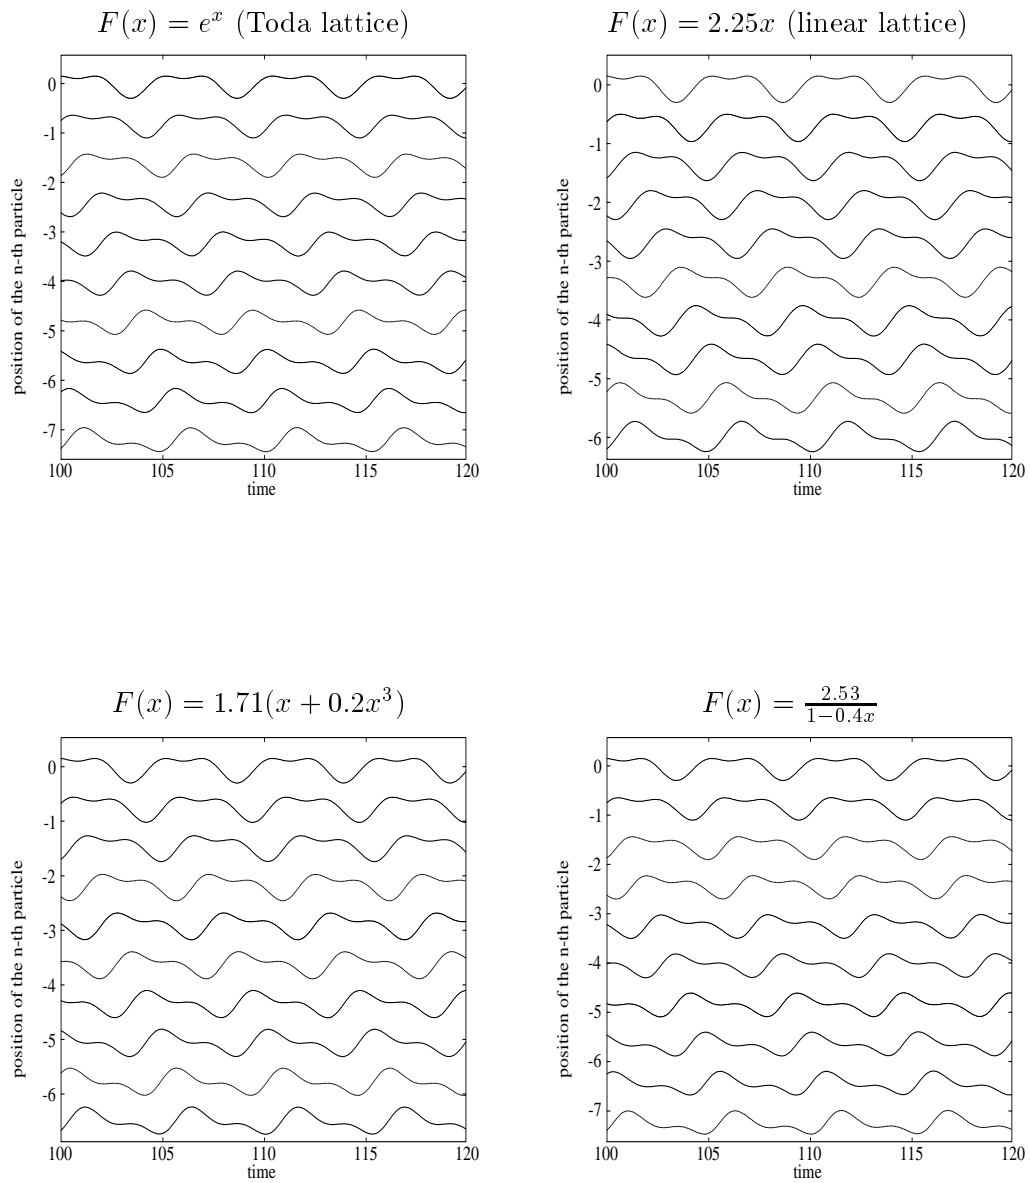 F(x) = e^x (Toda lattice)
position of the n-th particle
0
-1
-2
-3
-4
-5
-6
-7
100 105 110 115 120
time
F(x) = 2.25x (linear lattice)
position of the n-th particle
0
-1
-2
-3
-4
-5
-6
100 105 110 115 120
time
F(x) = 1.71(x + 0.2x^3)
position of the n-th particle
0
-1
-2
-3
-4
-5
-6
100 105 110 115 120
time
F(x) = 2.53/(1-0.4x)
position of the n-th particle
0
-1
-2
-3
-4
-5
-6
-7
100 105 110 115 120
time